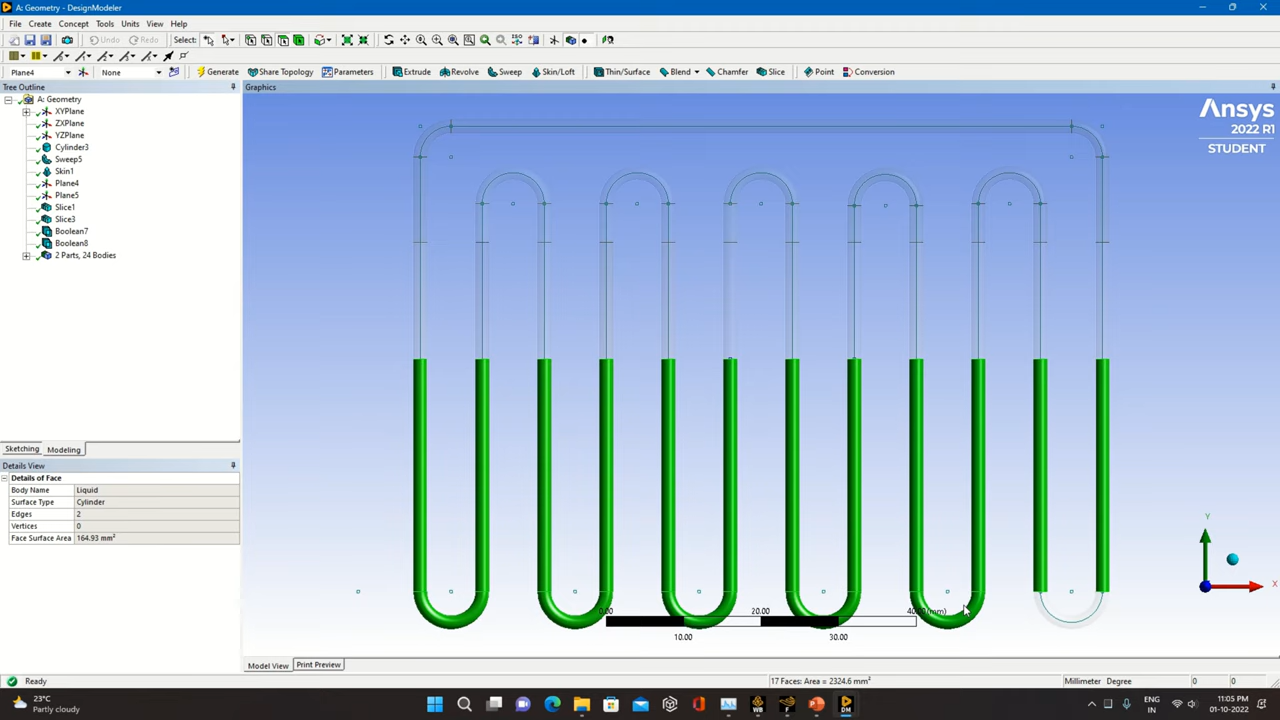 A: Geometry - DesignModeler
File Create Concept Tools Units View Help
Undo Redo Select:
Plane4 None Generate Share Topology Parameters Extrude Revolve Sweep Skin/Loft Thin/Surface Blend Chamfer Slice Point Conversion
Tree Outline
Graphics
A: Geometry
XYPlane
ZXPlane
YZPlane
Cylinder3
Sweep5
Skin1
Plane4
Plane5
Slice1
Slice3
Boolean7
Boolean8
2 Parts, 24 Bodies
Ansys
2022 R1
STUDENT
Sketching Modeling
Details View
Details of Face
Body Name Liquid
Surface Type Cylinder
Edges 2
Vertices 0
Face Surface Area 164.93 mm²
Y
X
0.00 20.00 40.00 (mm)
10.00 30.00
Model View Print Preview
Ready 17 Faces: Area = 2324.6 mm² Millimeter Degree 0 0
23°C
Partly cloudy
WB F DM
ENG
IN
11:05 PM
01-10-2022